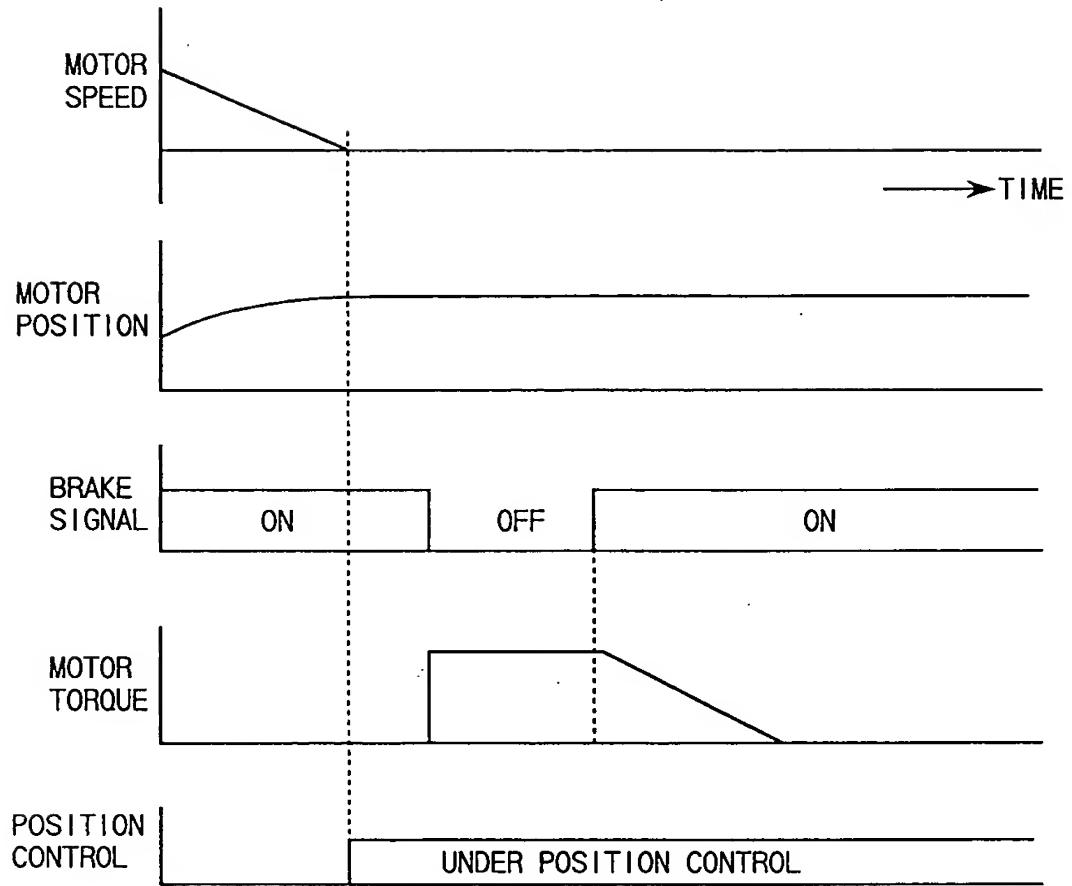 MOTOR
SPEED
TIME
MOTOR
POSITION
BRAKE
SIGNAL
ON
OFF
ON
MOTOR
TORQUE
POSITION
CONTROL
UNDER POSITION CONTROL